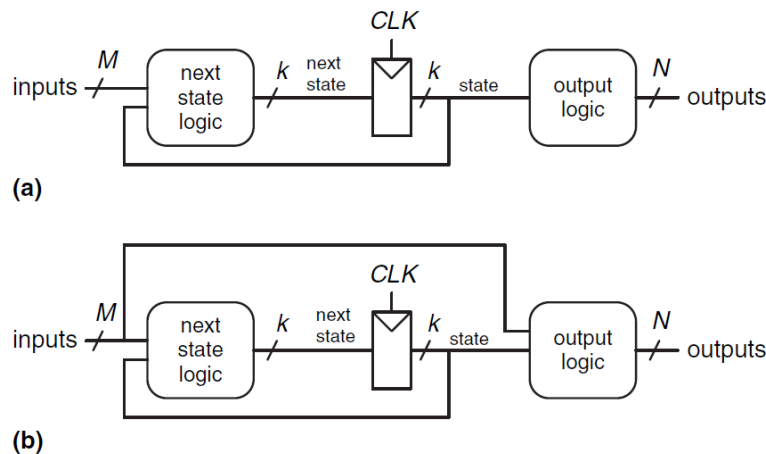 CLK
M
next
k
next
k
N
inputs
state
state
state
output
outputs
logic
logic
(a)
CLK
M
next
k
next
k
N
inputs
state
state
state
output
outputs
logic
logic
(b)